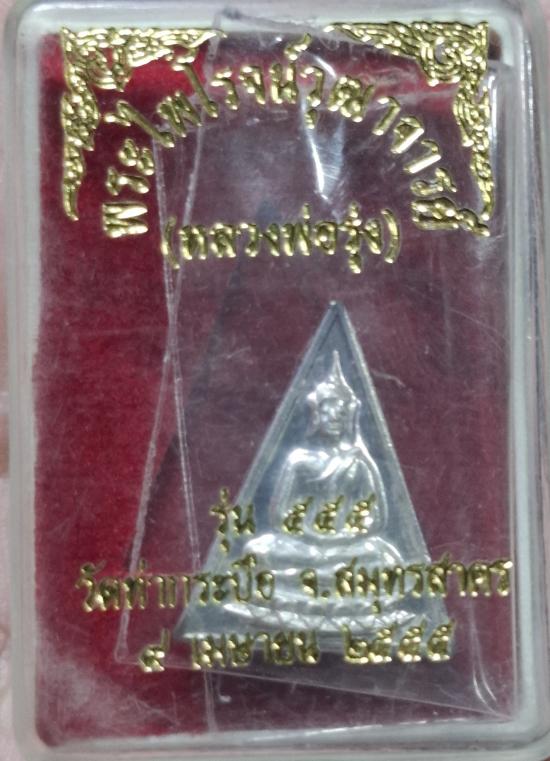 พระไพโรจน์วุฒาจารย์
(หลวงพ่อรุ่ง)
รุ่น ๕๕๕
วัดท่ากระบือ จ.สมุทรสาคร
๙ เมษายน ๒๕๕๕